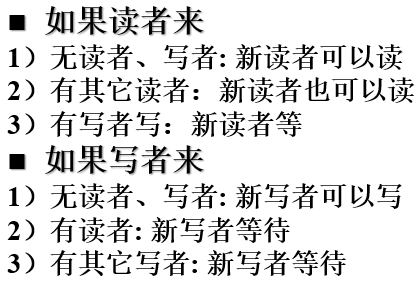 ■ 如果读者来
1）无读者、写者: 新读者可以读
2）有其它读者：新读者也可以读
3）有写者写：新读者等
■ 如果写者来
1）无读者、写者: 新写者可以写
2）有读者: 新写者等待
3）有其它写者: 新写者等待